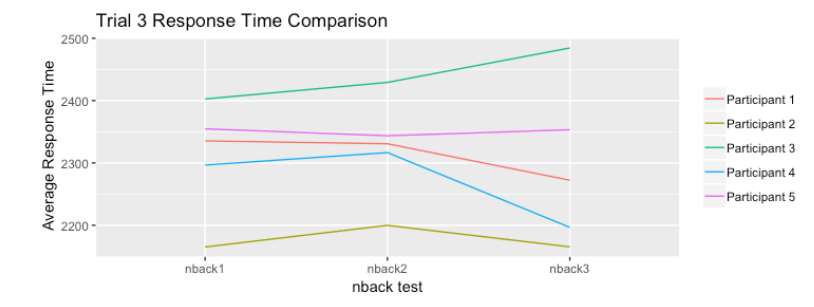 Trial 3 Response Time Comparison
2500
2400
2300
2200
Average Response Time
nback1 nback2 nback3
nback test
Participant 1
Participant 2
Participant 3
Participant 4
Participant 5